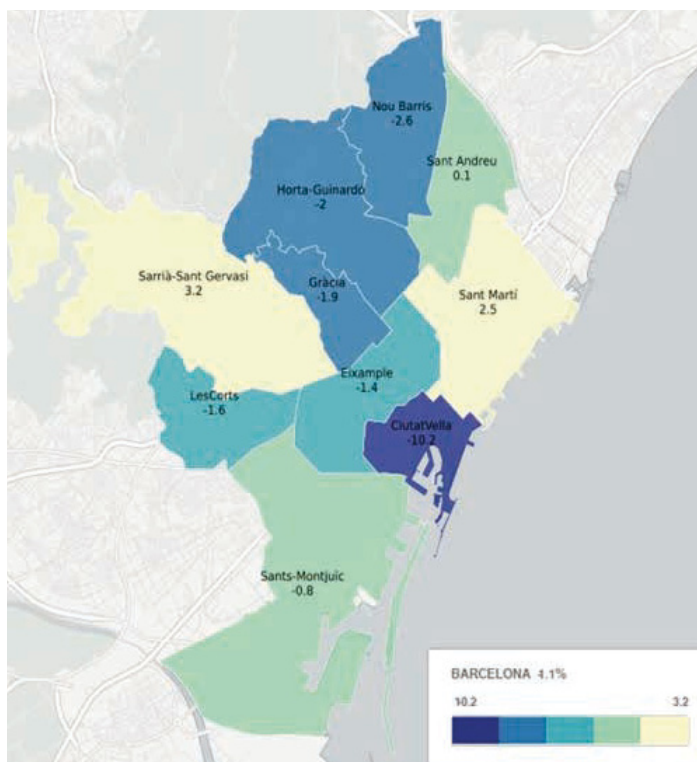 Nou Barris
-2.6
Sant Andreu
0.1
Horta-Guinardó
-2
Sarrià-Sant Gervasi
3.2
Gràcia
-1.9
Sant Martí
2.5
Eixample
-1.4
LesCorts
-1.6
CiutatVella
-10.2
Sants-Montjuïc
-0.8
BARCELONA 1.1%
10.2 3.2